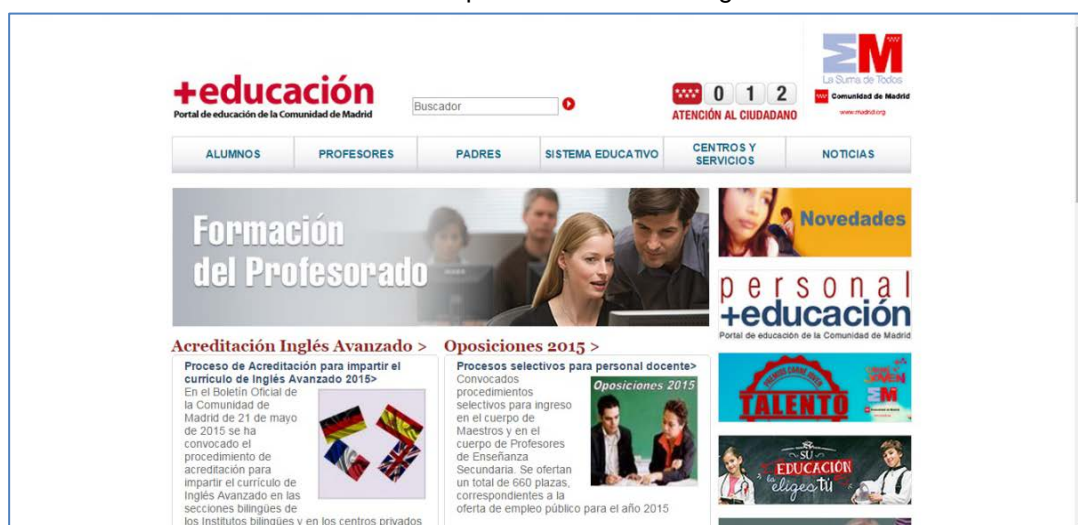 +educación
Portal de educación de la Comunidad de Madrid
Buscador
0 1 2
ATENCIÓN AL CIUDADANO
La Suma de Todos
Comunidad de Madrid
www.madrid.org
ALUMNOS
PROFESORES
PADRES
SISTEMA EDUCATIVO
CENTROS Y
SERVICIOS
NOTICIAS
Formación
del Profesorado
Novedades
personal
+educación
Portal de educación de la Comunidad de Madrid
TALENTO
SU
EDUCACIÓN
la eliges tú
Acreditación Inglés Avanzado >
Proceso de Acreditación para impartir el
currículo de Inglés Avanzado 2015>
En el Boletín Oficial de
la Comunidad de
Madrid de 21 de mayo
de 2015 se ha
convocado el
procedimiento de
acreditación para
impartir el currículo de
Inglés Avanzado en las
secciones bilingües de
los Institutos bilingües y en los centros privados
Oposiciones 2015 >
Procesos selectivos para personal docente>
Convocados
procedimientos
selectivos para ingreso
en el cuerpo de
Maestros y en el
cuerpo de Profesores
de Enseñanza
Secundaria. Se ofertan
un total de 660 plazas,
correspondientes a la
oferta de empleo público para el año 2015
Oposiciones 2015